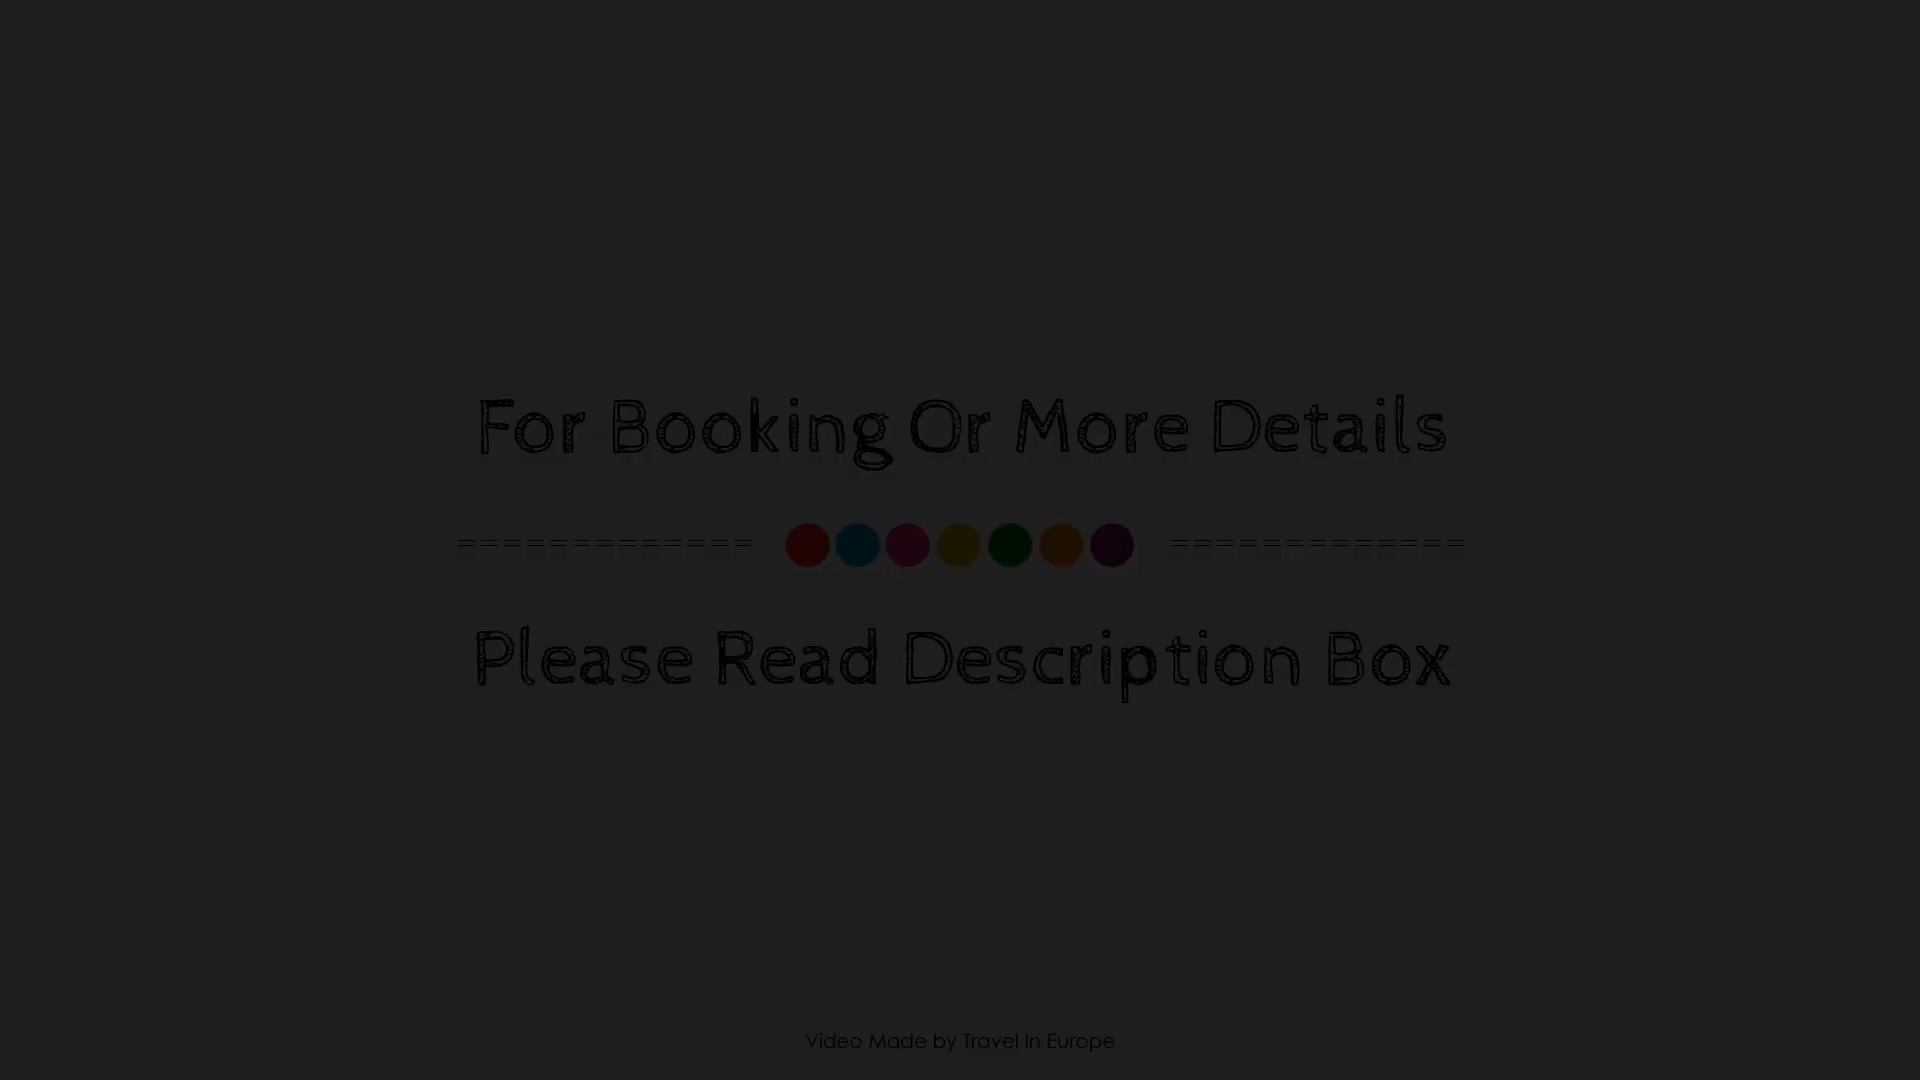 For Booking Or More Details
============= =============
Please Read Description Box
Video Made by Travel In Europe